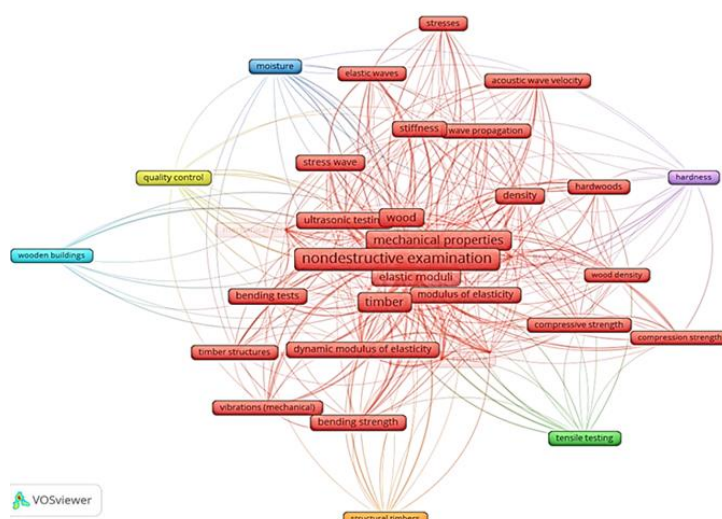 stresses
moisture
elastic waves
acoustic wave velocity
stiffness
wave propagation
stress wave
quality control
hardness
hardwoods
density
wood
ultrasonic testin
mechanical properties
wooden buildings
nondestructive examination
wood density
elastic moduli
bending tests
modulus of elasticity
timber
compressive strength
compression strength
timber structures
dynamic modulus of elasticity
vibrations (mechanical)
bending strength
tensile testing
VOSviewer
structural timbers